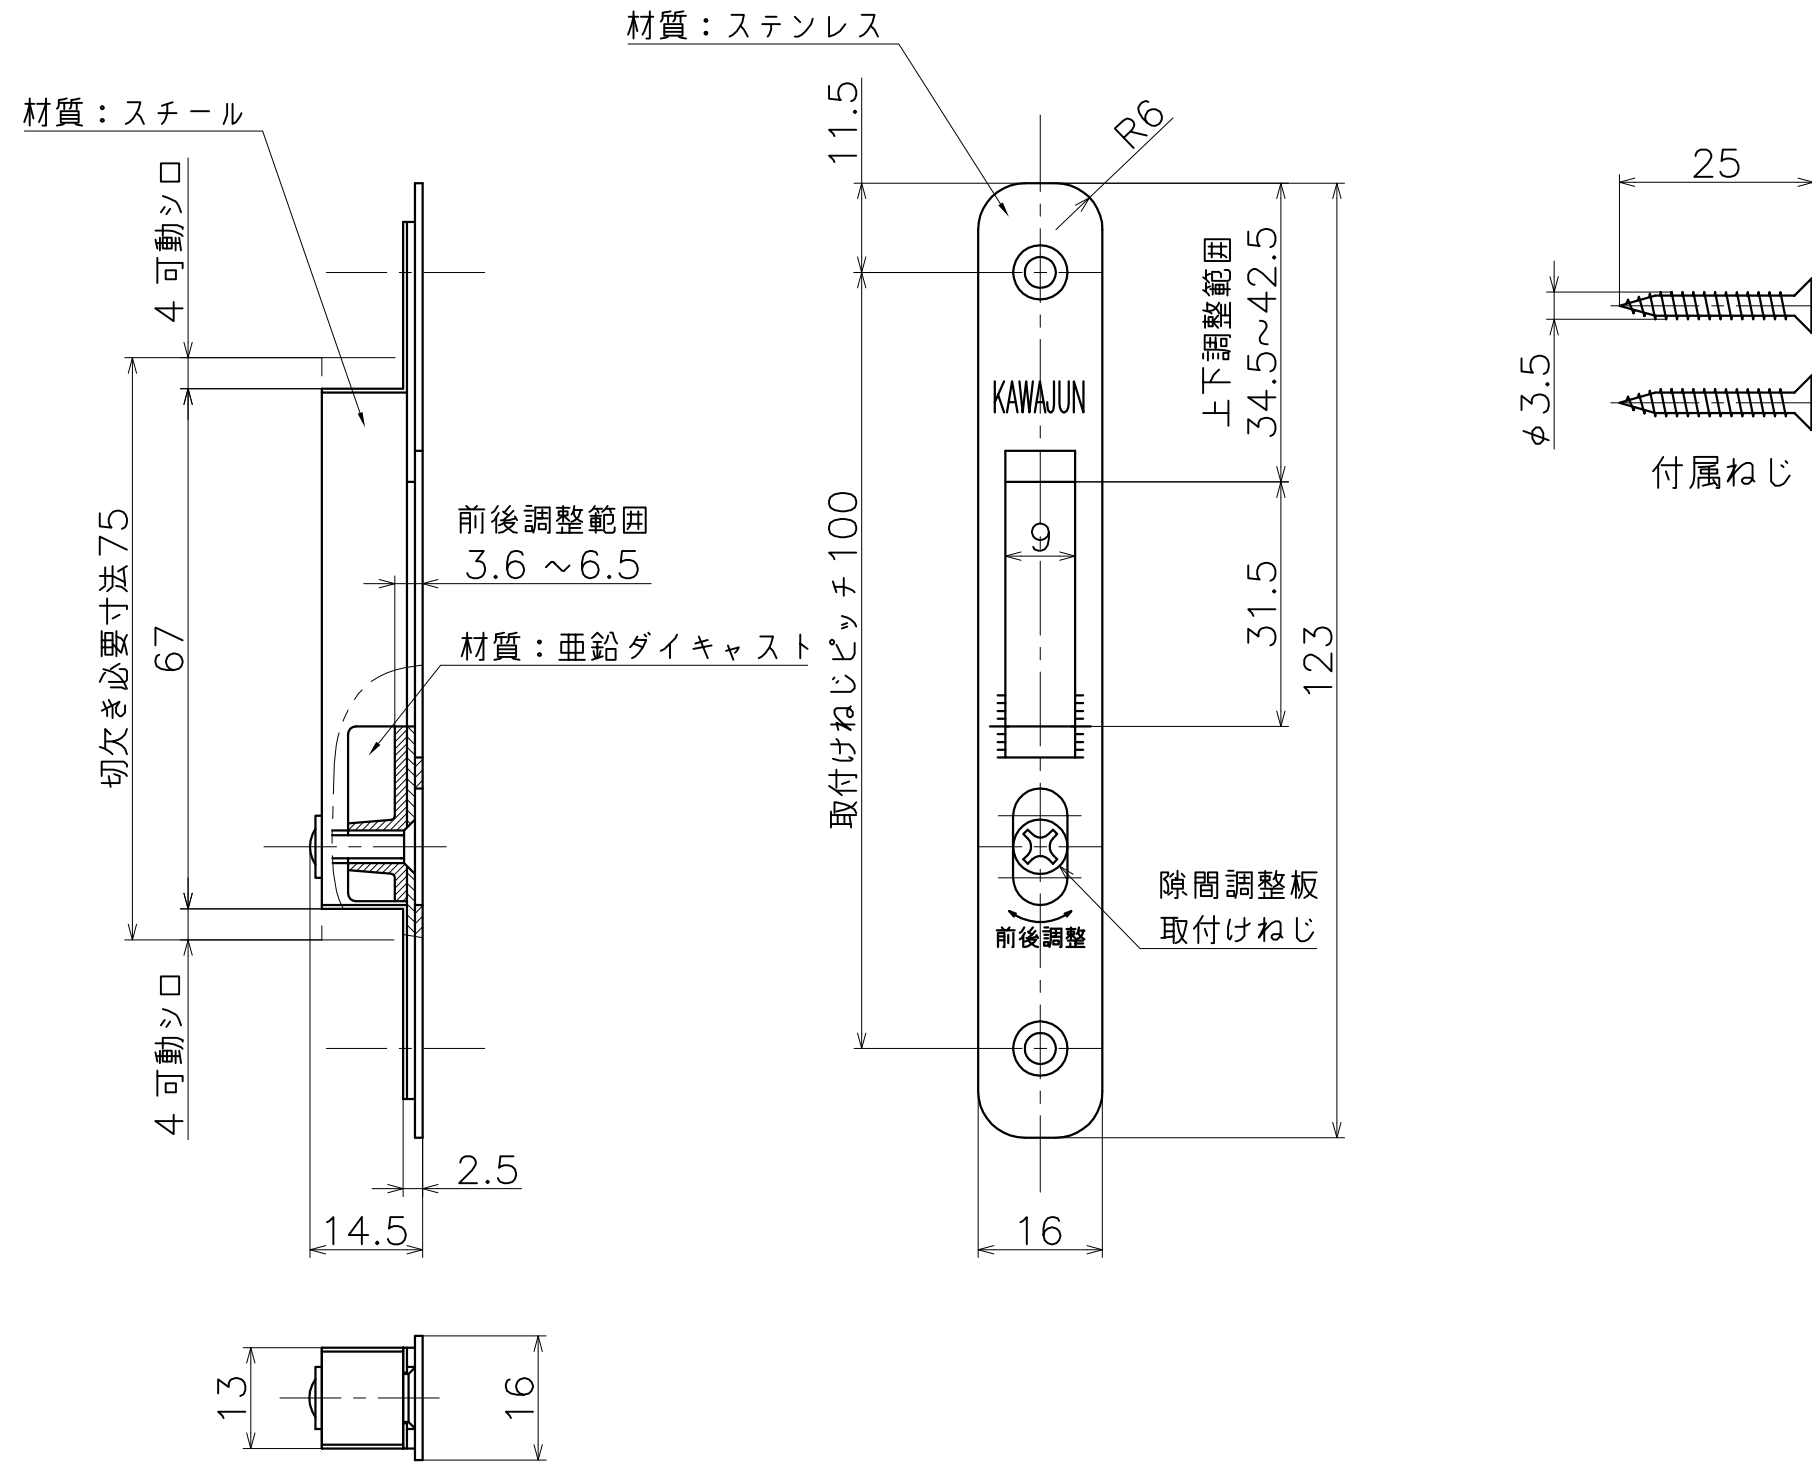 材質：ステンレス
材質：スチール
11.5
R6
25
4 可動シロ
上下調整範囲
34.5~42.5
φ3.5
KAWAJUN
付属ねじ
切欠き必要寸法75
67
前後調整範囲
3.6 ~6.5
取付けねじピッチ100
9
31.5
123
材質：亜鉛ダイキャスト
隙間調整板
取付けねじ
前後調整
4 可動シロ
2.5
14.5
16
13
16